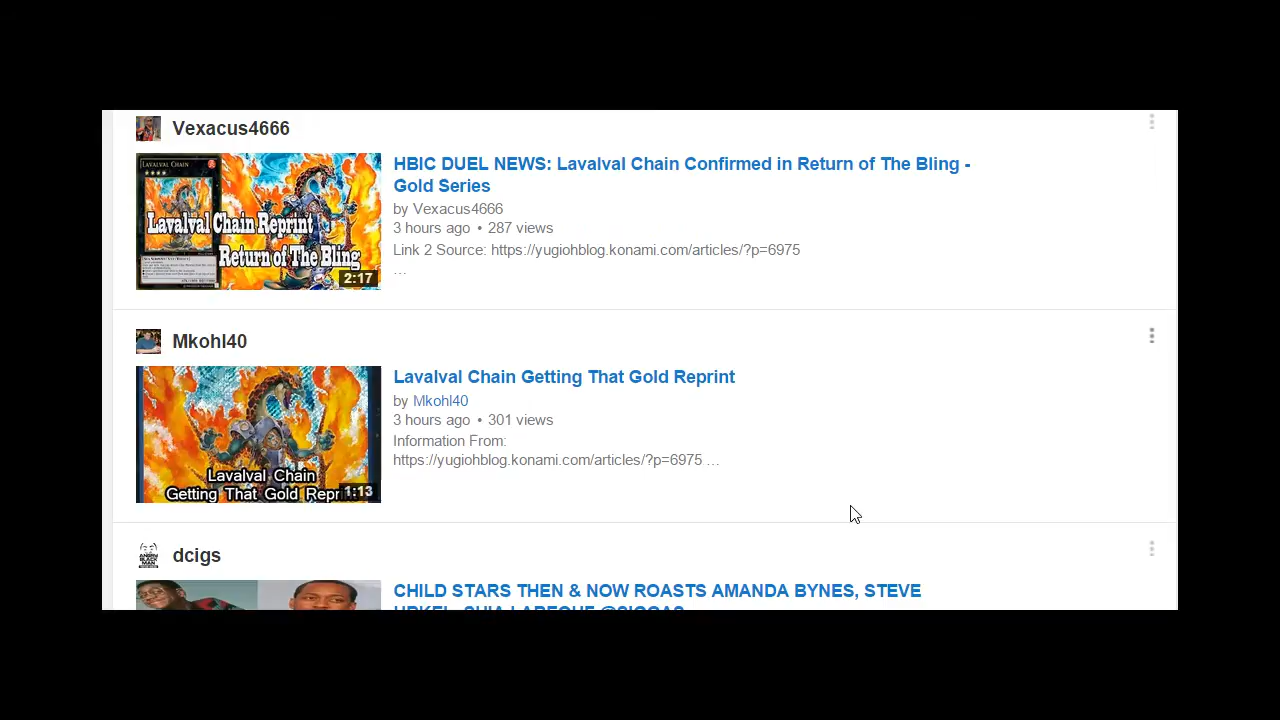 Vexacus4666
LAVALVAL CHAIN
Lavalval Chain Reprint
Return of The Bling
2:17
HBIC DUEL NEWS: Lavalval Chain Confirmed in Return of The Bling -
Gold Series
by Vexacus4666
3 hours ago • 287 views
Link 2 Source: https://yugiohblog.konami.com/articles/?p=6975
...
Mkohl40
Lavalval Chain
Getting That Gold Repr
1:13
Lavalval Chain Getting That Gold Reprint
by Mkohl40
3 hours ago • 301 views
Information From:
https://yugiohblog.konami.com/articles/?p=6975 ...
ANGRY
BLACK
MAN
dcigs
CHILD STARS THEN & NOW ROASTS AMANDA BYNES, STEVE